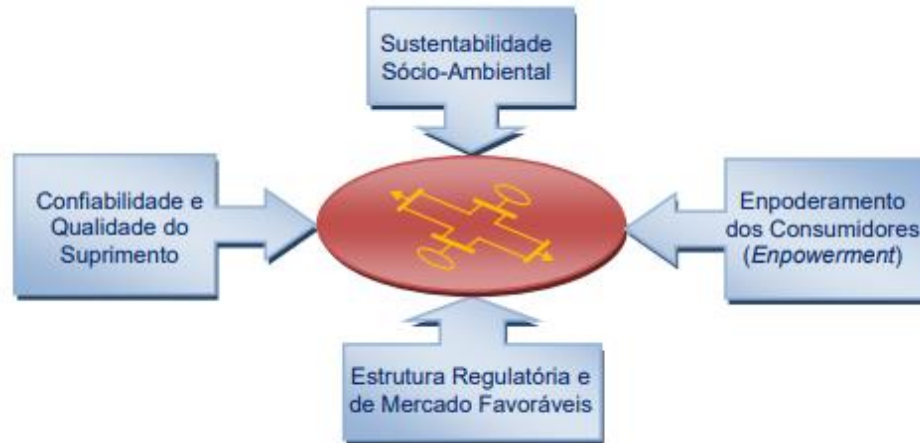 Sustentabilidade
Sócio-Ambiental
Confiabilidade e
Qualidade do
Suprimento
Enpoderamento
dos Consumidores
(Enpowerment)
Estrutura Regulatória e
de Mercado Favoráveis